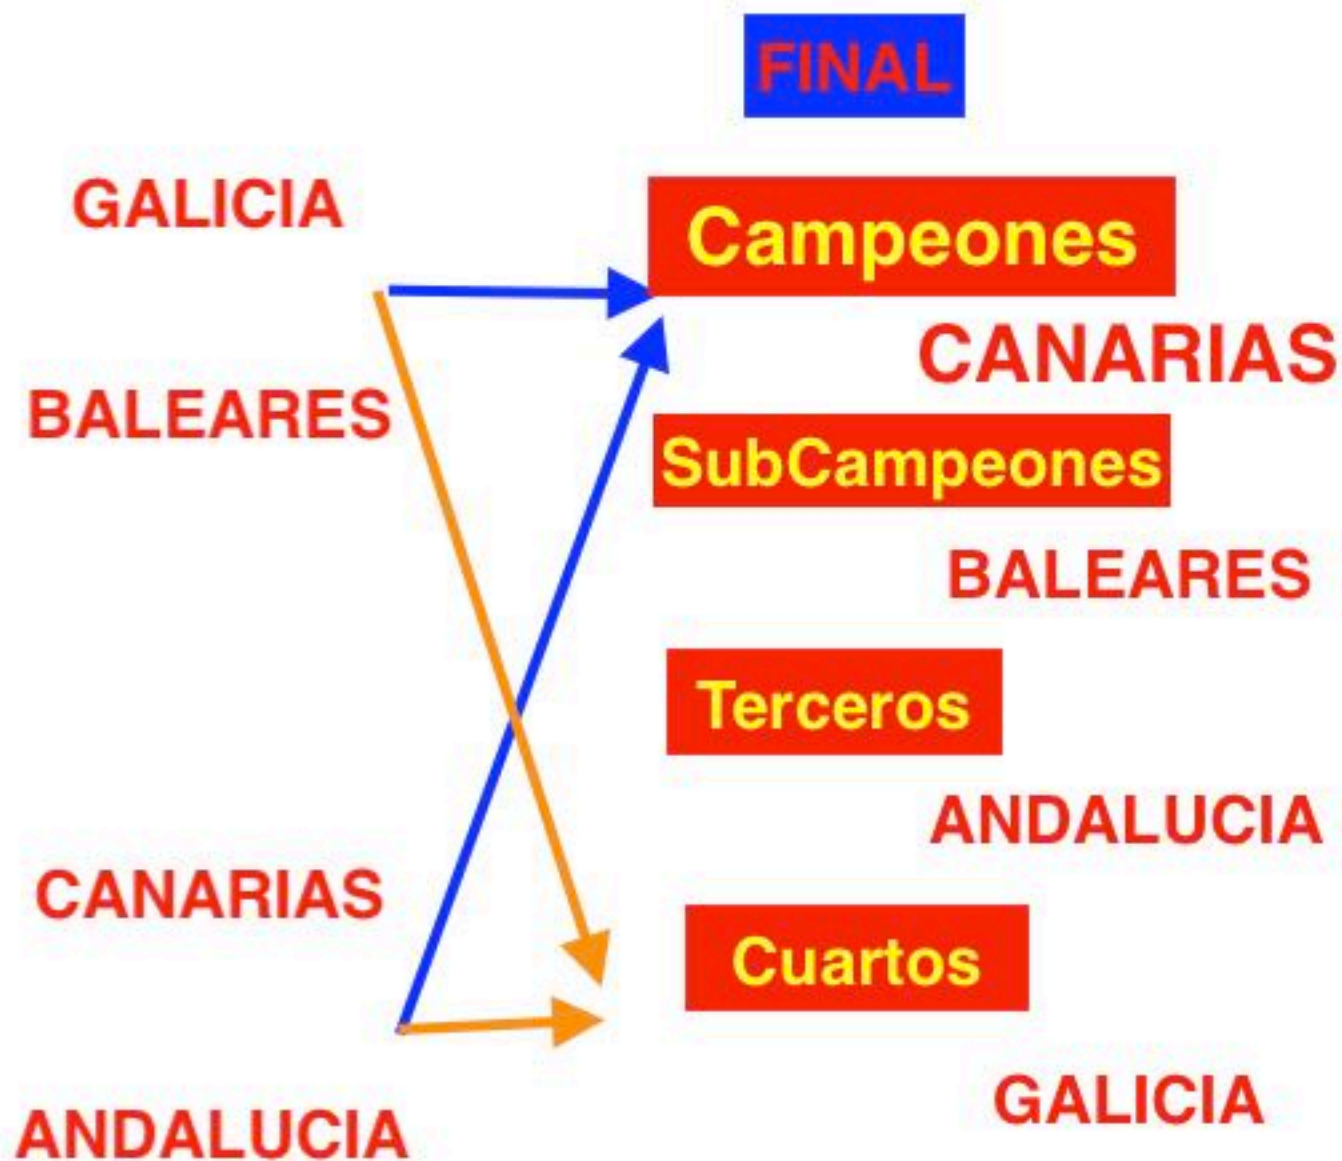 FINAL
GALICIA
Campeones
CANARIAS
BALEARES
SubCampeones
BALEARES
Terceros
ANDALUCIA
CANARIAS
Cuartos
GALICIA
ANDALUCIA